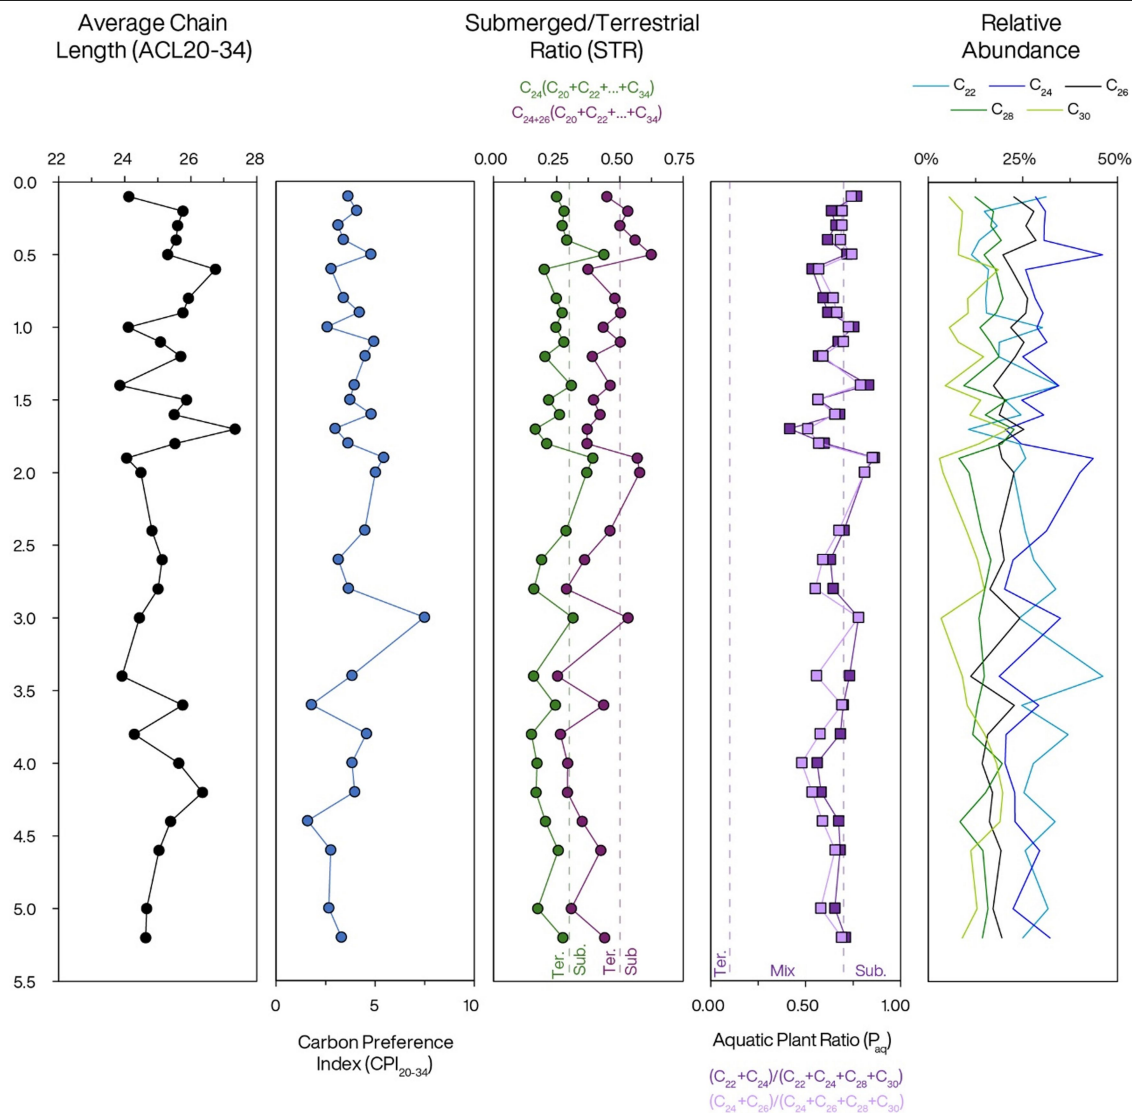 Average Chain
Length (ACL20-34)
Submerged/Terrestrial
Ratio (STR)
Relative
Abundance
C24(C20+C22+...+C34)
C24+26(C20+C22+...+C34)
C22 C24 C26
C28 C30
22 24 26 28
0.00 0.25 0.50 0.75
0% 25% 50%
0.0
0.5
1.0
1.5
2.0
2.5
3.0
3.5
4.0
4.5
5.0
5.5
Ter. Sub. Ter. Sub
Ter. Mix Sub.
0 5 10
0.00 0.50 1.00
Carbon Preference
Index (CPI20-34)
Aquatic Plant Ratio (Paq)
(C22+C24)/(C22+C24+C28+C30)
(C24+C26)/(C24+C26+C28+C30)